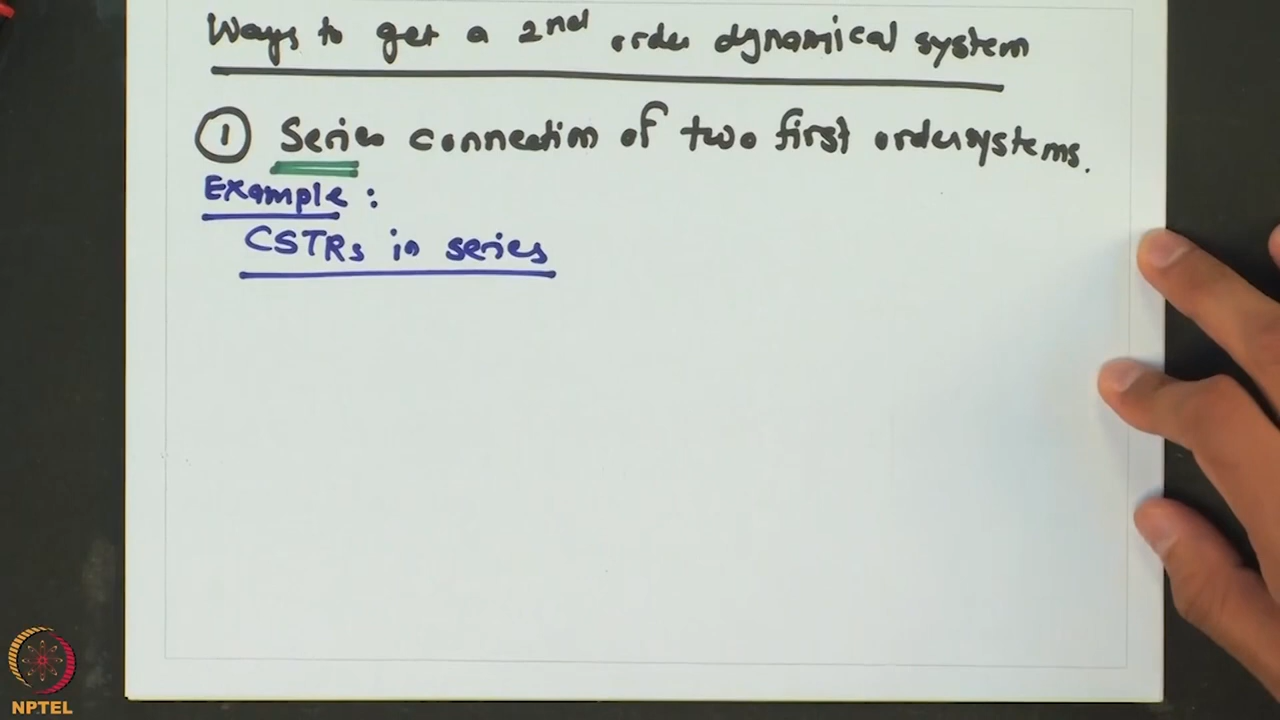 Ways to get a 2nd order dynamical system
① Series connection of two first order systems.
Example :
CSTRs in series
NPTEL